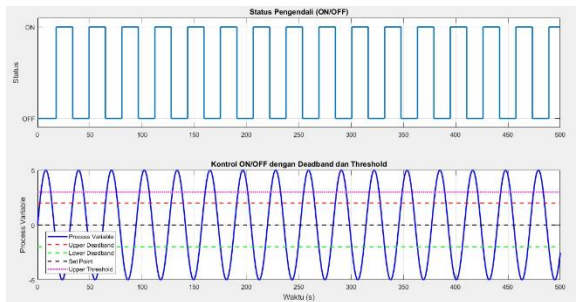 Status Pengendali (ON/OFF)
ON
Status
OFF
0 50 100 150 200 250 300 350 400 450 500
Kontrol ON/OFF dengan Deadband dan Threshold
5
Process Variable
0
-5
Process Variable
Upper Deadband
Lower Deadband
Set Point
Upper Threshold
0 50 100 150 200 250 300 350 400 450 500
Waktu (s)